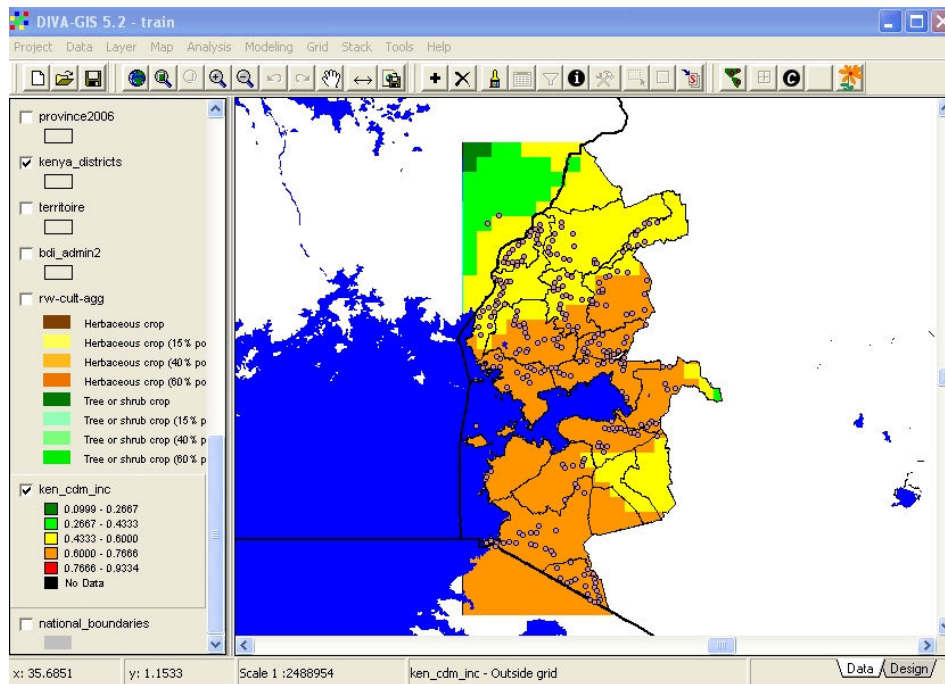 DIVA-GIS 5.2 - train
Project Data Layer Map Analysis Modeling Grid Stack Tools Help
province2006
kenya_districts
territoire
bdi_admin2
rw-cult-agg
Herbaceous crop
Herbaceous crop (15% po
Herbaceous crop (40% po
Herbaceous crop (60% po
Tree or shrub crop
Tree or shrub crop (15% p
Tree or shrub crop (40% p
Tree or shrub crop (60% p
ken_cdm_inc
0.0999 - 0.2667
0.2667 - 0.4333
0.4333 - 0.6000
0.6000 - 0.7666
0.7666 - 0.9334
No Data
national_boundaries
x: 35.6851 y: 1.1533 Scale 1 :2488954 ken_cdm_inc - Outside grid Data Design